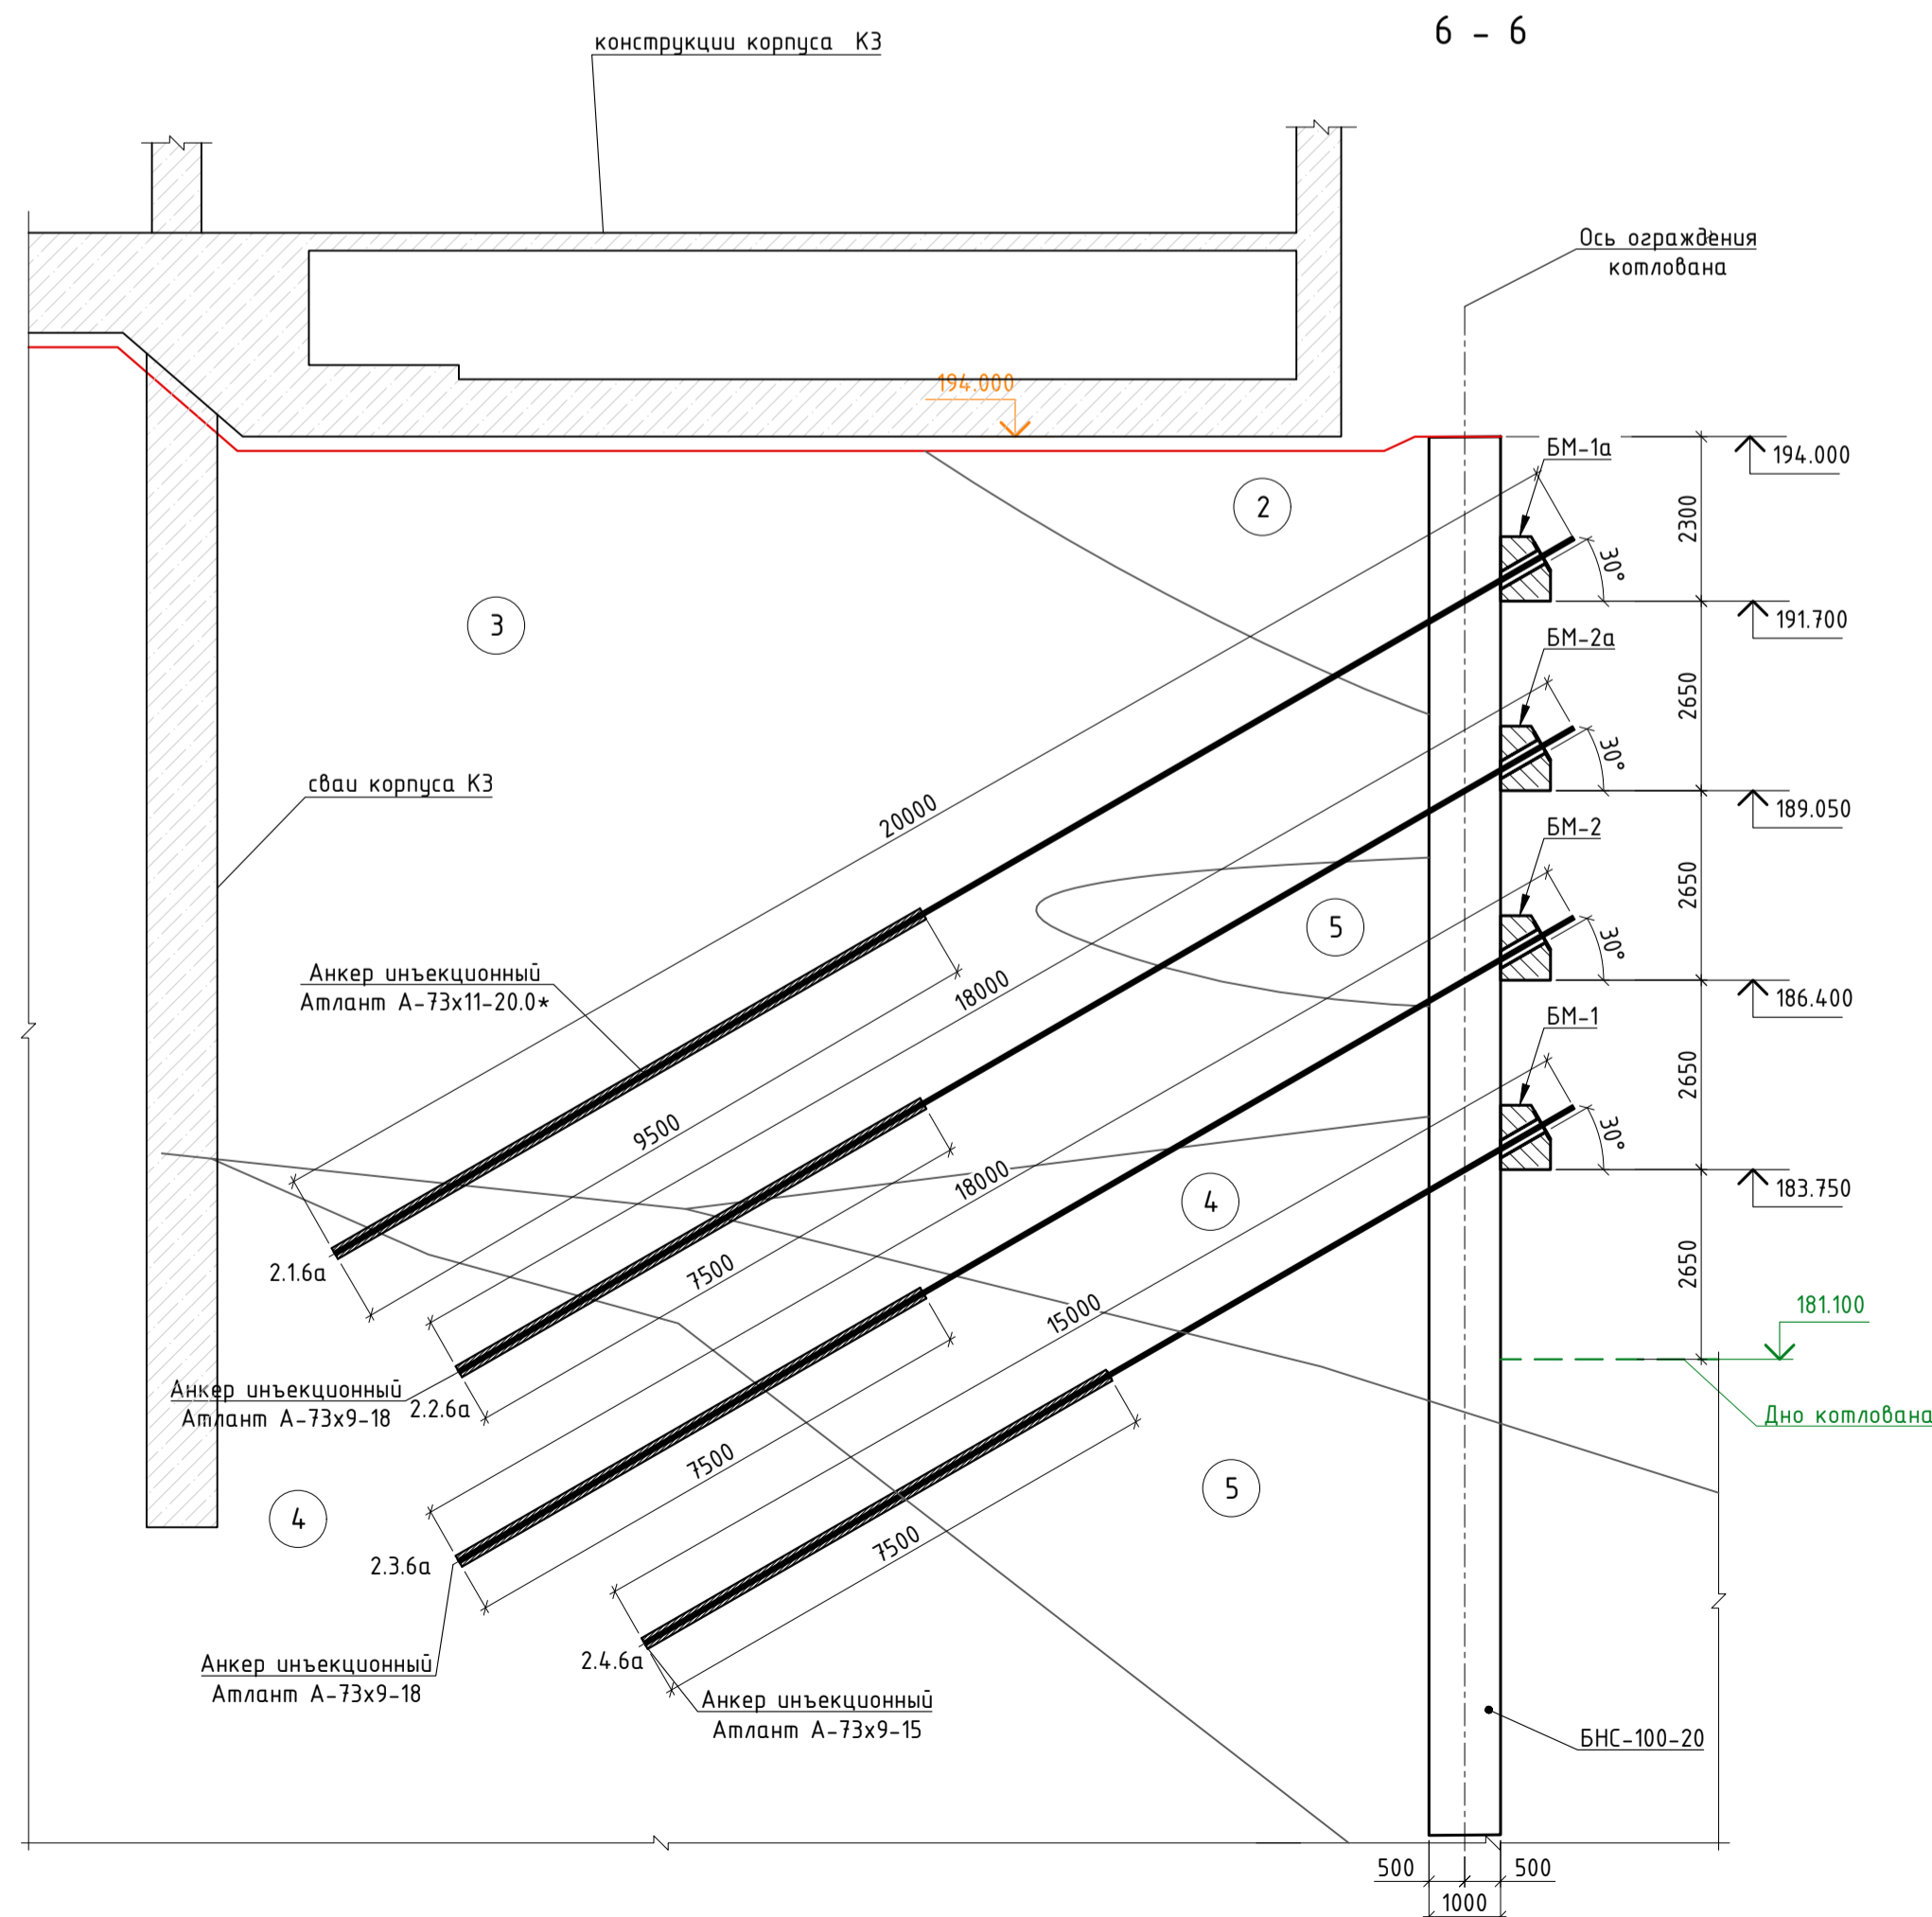 6 - 6
конструкции корпуса К3
Ось ограждения
котлована
194.000
БМ-1а
194.000
2300
2
30°
191.700
3
БМ-2а
2650
30°
189.050
сваи корпуса К3
20000
БМ-2
2650
5
30°
186.400
Анкер инъекционный
Атлант А-73х11-20.0*
18000
БМ-1
2650
9500
30°
18000
4
183.750
2.1.6а
7500
2650
15000
181.100
Анкер инъекционный
Атлант А-73х9-18
2.2.6а
Дно котлована
7500
5
4
7500
2.3.6а
2.4.6а
Анкер инъекционный
Атлант А-73х9-18
Анкер инъекционный
Атлант А-73х9-15
БНС-100-20
500
500
1000